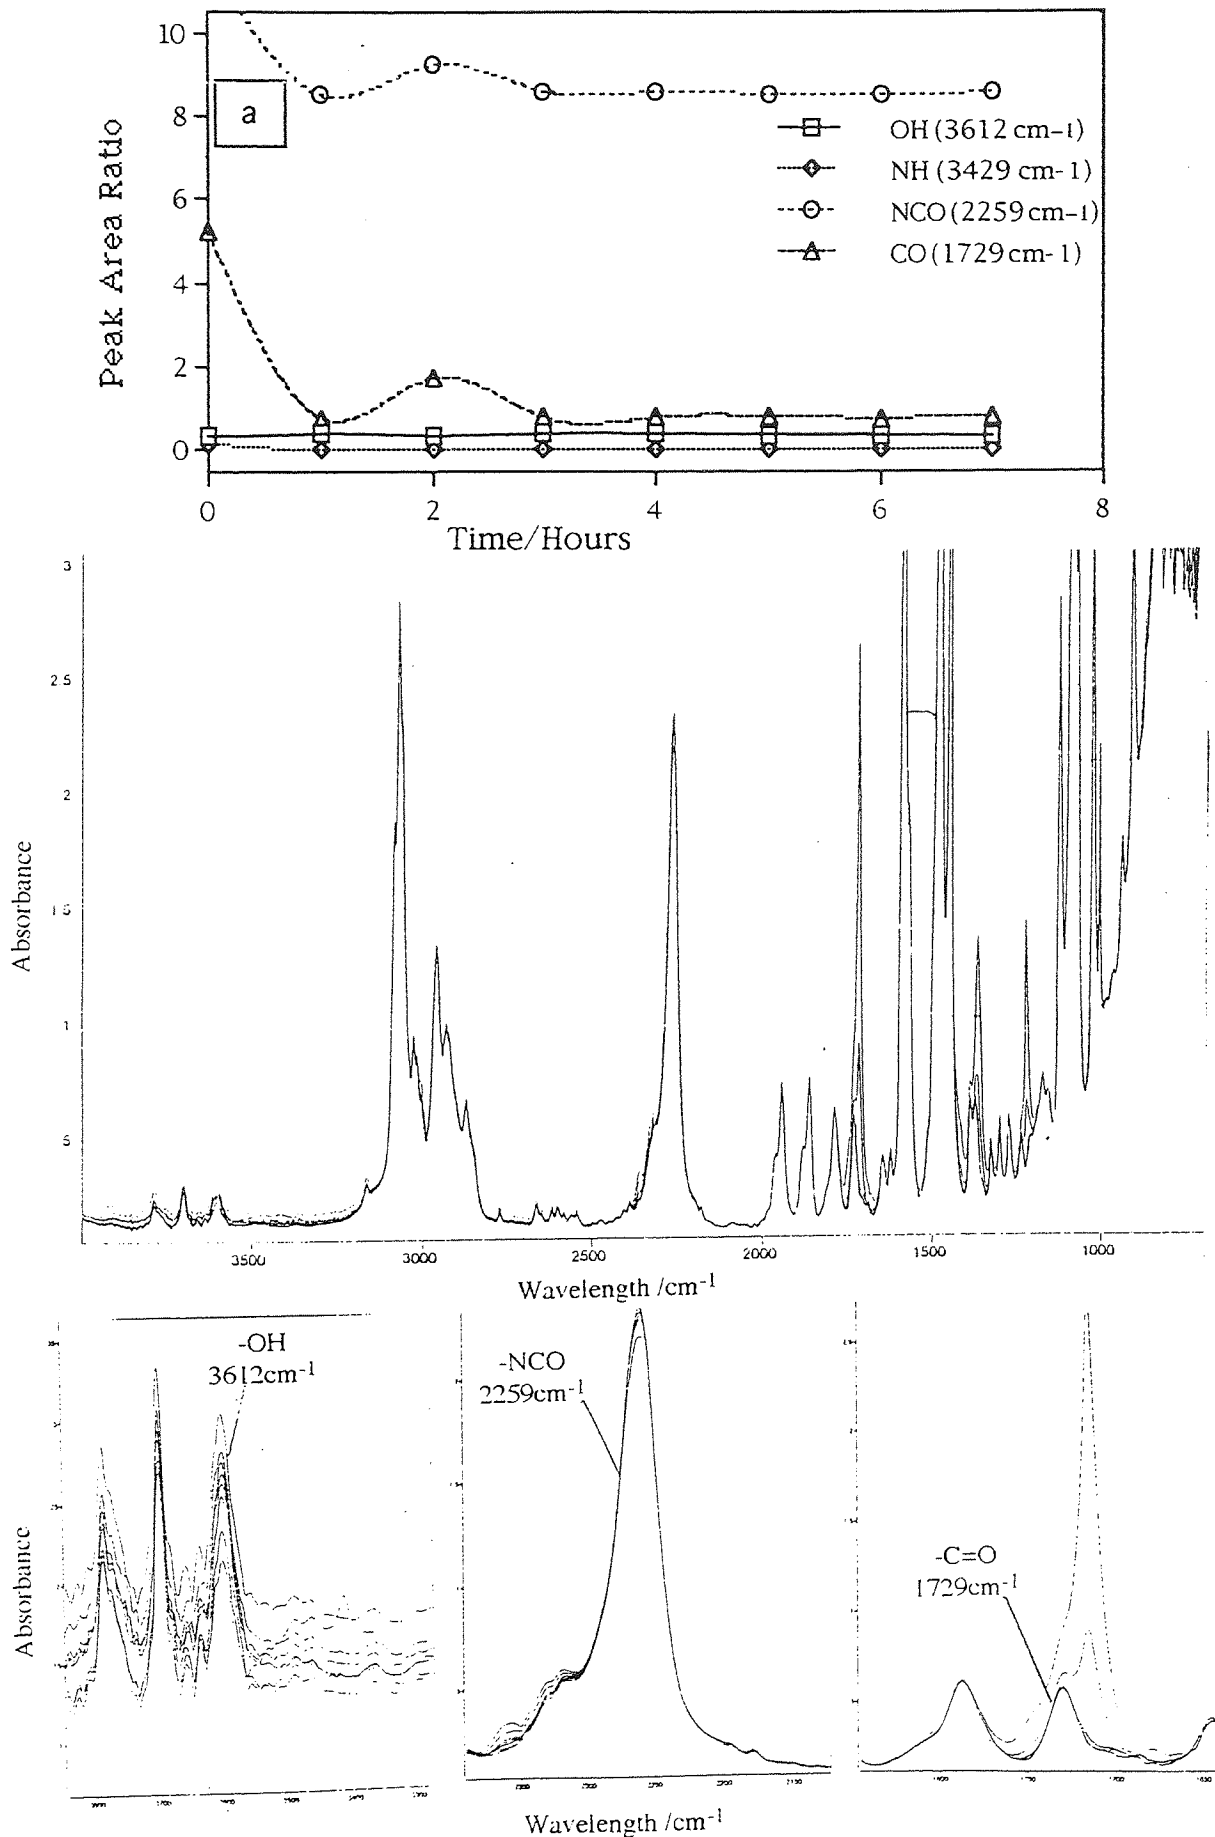 10
8
6
4
2
0
Peak Area Ratio
a
OH (3612 cm-1)
NH (3429 cm-1)
NCO (2259 cm-1)
CO (1729 cm-1)
0
2
4
6
8
Time/Hours
3
2.5
2
1.5
1
Absorbance
3500
3000
2500
2000
1500
1000
Wavelength /cm-1
-OH
3612cm-1
-NCO
2259cm-1
-C=O
1729cm-1
Absorbance
Wavelength /cm-1